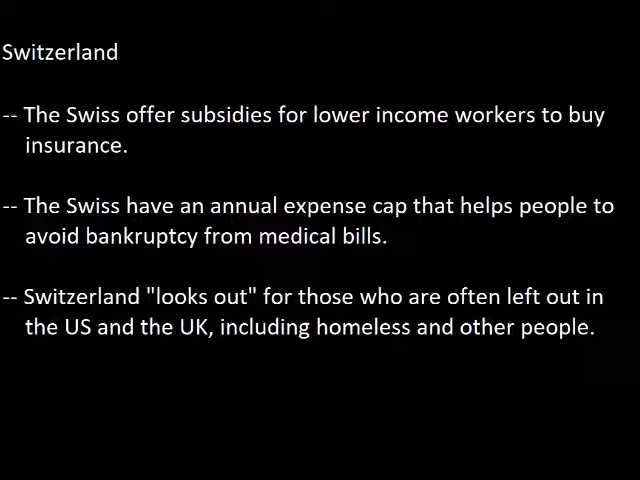 Switzerland
-- The Swiss offer subsidies for lower income workers to buy
insurance.
-- The Swiss have an annual expense cap that helps people to
avoid bankruptcy from medical bills.
-- Switzerland "looks out" for those who are often left out in
the US and the UK, including homeless and other people.